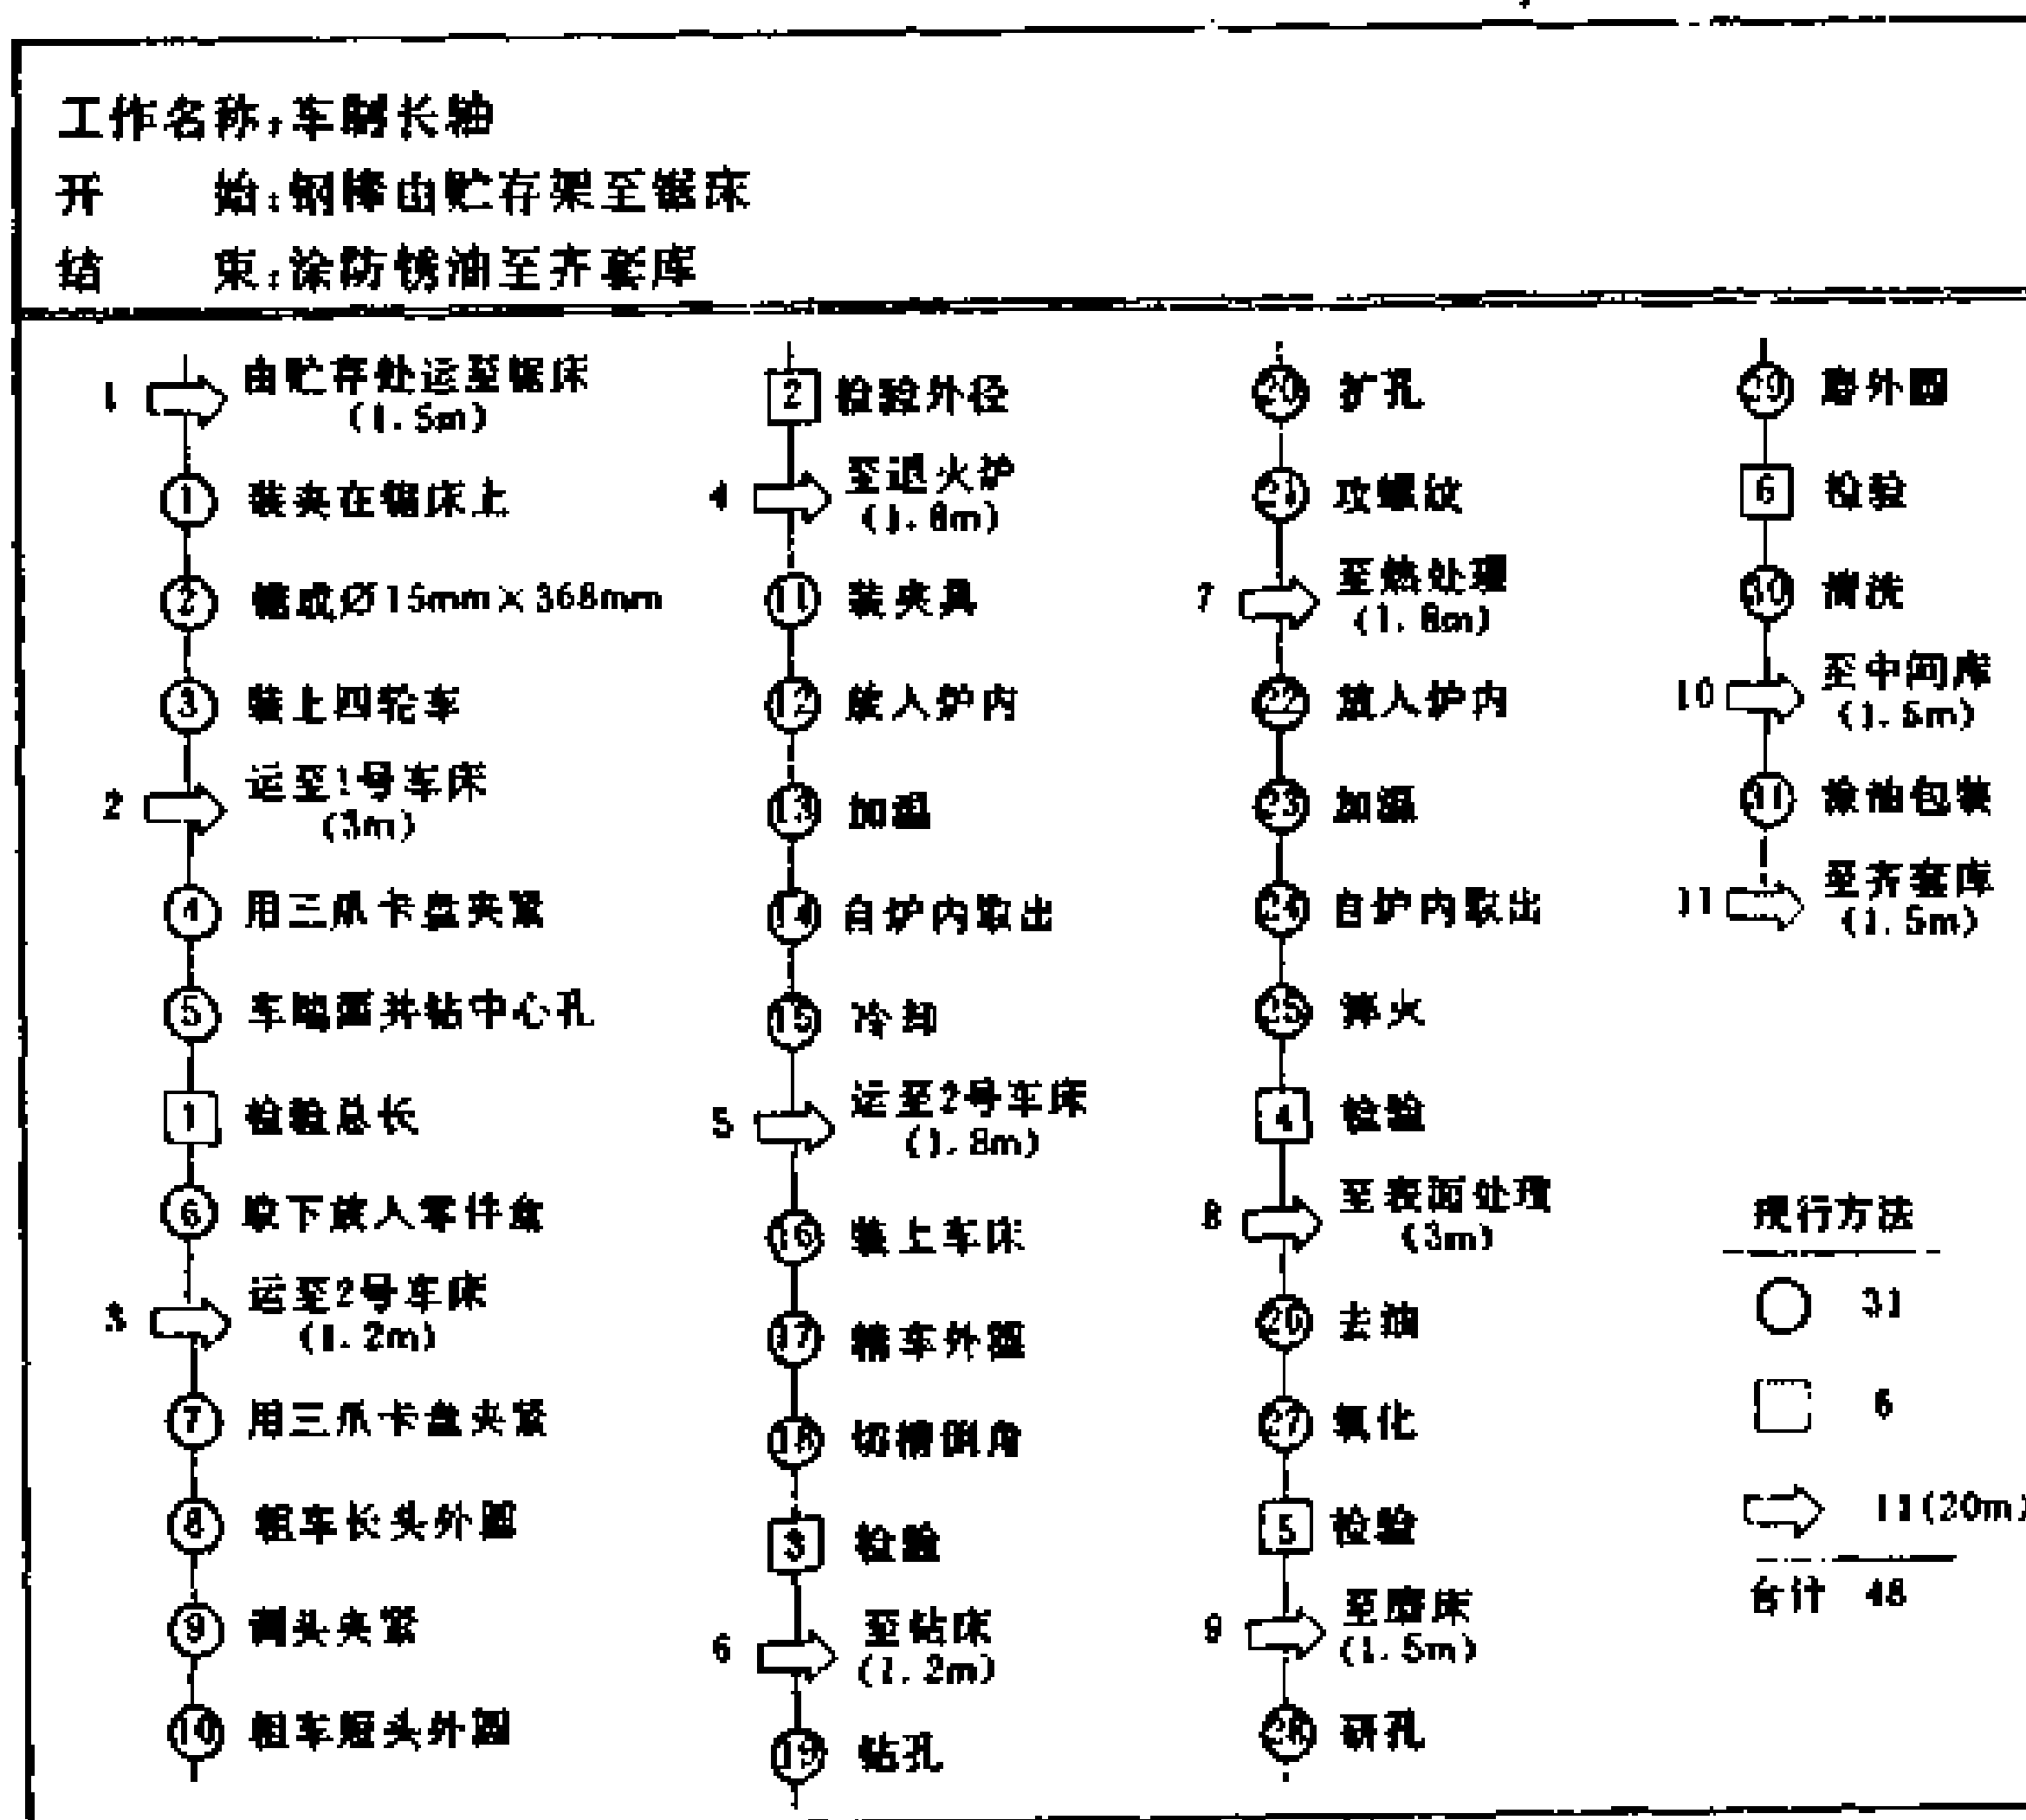 工作名称:车制长轴
开 始:钢棒由贮存架至锯床
结 束:涂防锈油至齐套库
1 由贮存处运至锯床
(1.5m)
① 装夹在锯床上
② 锯成∅15mm×368mm
③ 装上四轮车
2 运至1号车床
(3m)
④ 用三爪卡盘夹紧
⑤ 车端面并钻中心孔
1 检验总长
⑥ 取下放入零件盒
3 运至2号车床
(1.2m)
⑦ 用三爪卡盘夹紧
⑧ 粗车长头外圆
⑨ 调头夹紧
⑩ 粗车短头外圆
2 检验外径
4 至退火炉
⑪ 装夹具
⑫ 放入炉内
⑬ 加温
⑭ 自炉内取出
⑮ 冷却
5 运至2号车床
(1.8m)
⑯ 装上车床
⑰ 精车外圆
⑱ 切槽倒角
3 检验
6 至钻床
(1.2m)
⑲ 钻孔
⑳ 扩孔
㉑ 攻螺纹
7 至热处理
㉒ 放入炉内
㉓ 加温
㉔ 自炉内取出
㉕ 淬火
4 检验
8 至表面处理
(3m)
㉖ 去油
㉗ 氧化
5 检验
9 至磨床
(1.5m)
㉘ 研孔
㉙ 磨外圆
6 检验
㉚ 清洗
10 至中间库
(1.5m)
㉛ 涂油包装
11 至齐套库
(1.5m)
现行方法
31
6
11(20m)
合计 48